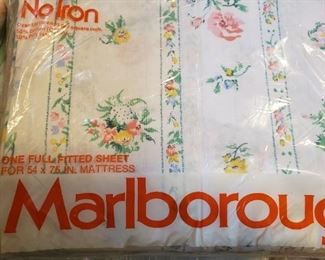 No Iron
ONE FULL FITTED SHEET
FOR 54 x 75 IN. MATTRESS
Marlboroug